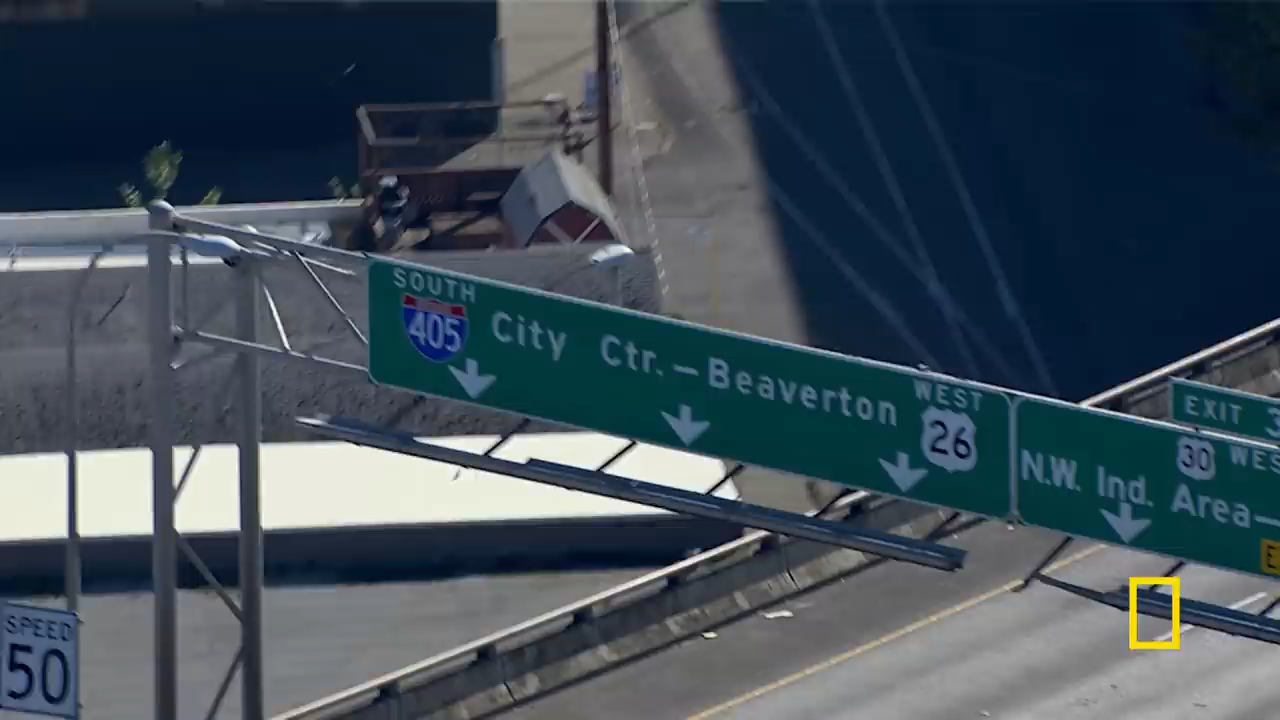 SOUTH
405
City Ctr.–Beaverton
WEST
26
EXIT
30
N.W. Ind. Area–
SPEED
50